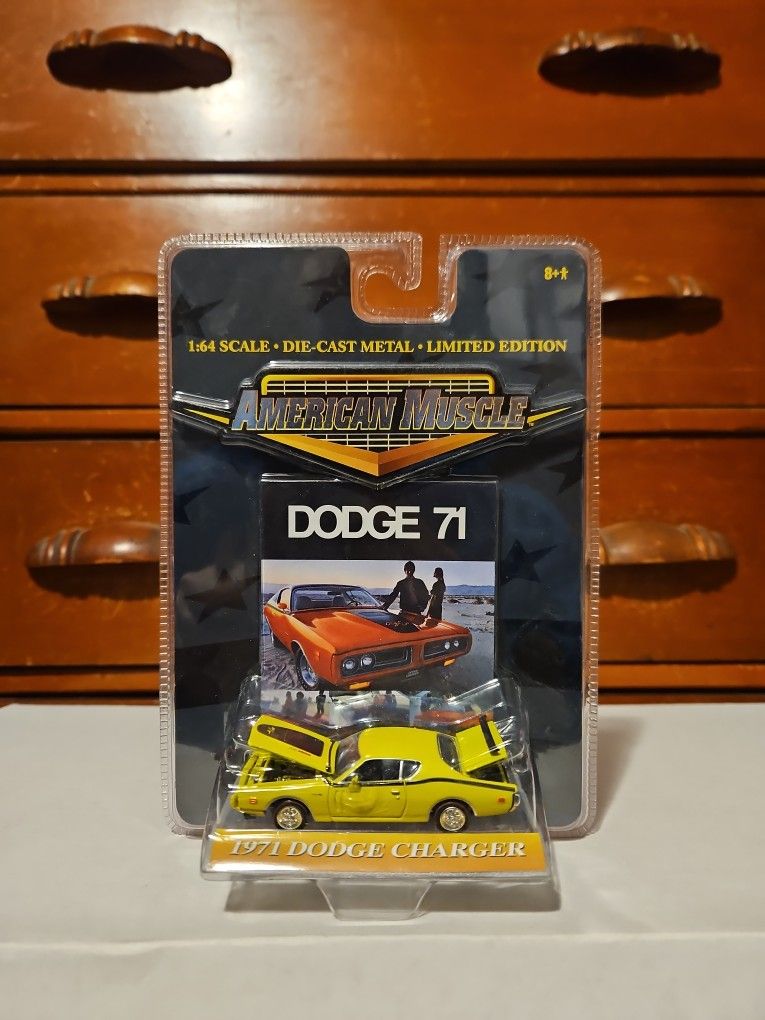 8+
1:64 SCALE • DIE-CAST METAL • LIMITED EDITION
AMERICAN MUSCLE
DODGE 71
1971 DODGE CHARGER